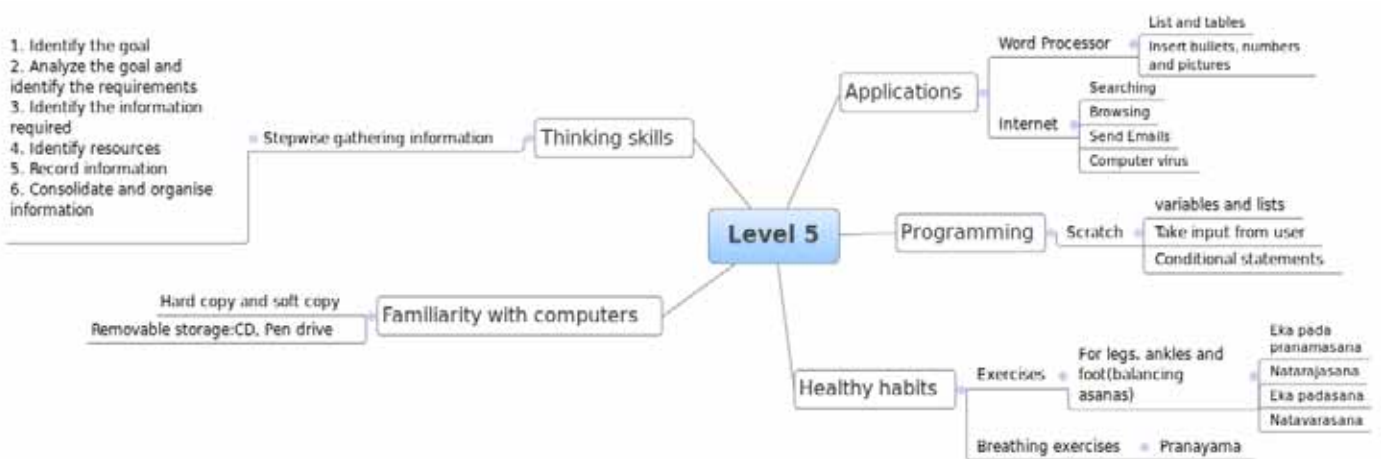 1. Identify the goal
2. Analyze the goal and
identify the requirements
3. Identify the information
required
4. Identify resources
5. Record information
6. Consolidate and organise
information
Stepwise gathering information
Thinking skills
Hard copy and soft copy
Removable storage:CD, Pen drive
Familiarity with computers
Level 5
Applications
Word Processor
List and tables
Insert bullets, numbers
and pictures
Internet
Searching
Browsing
Send Emails
Computer virus
Programming
Scratch
variables and lists
Take input from user
Conditional statements
Healthy habits
Exercises
For legs, ankles and
foot(balancing
asanas)
Eka pada
pranamasana
Natarajasana
Eka padasana
Natavarasana
Breathing exercises
Pranayama